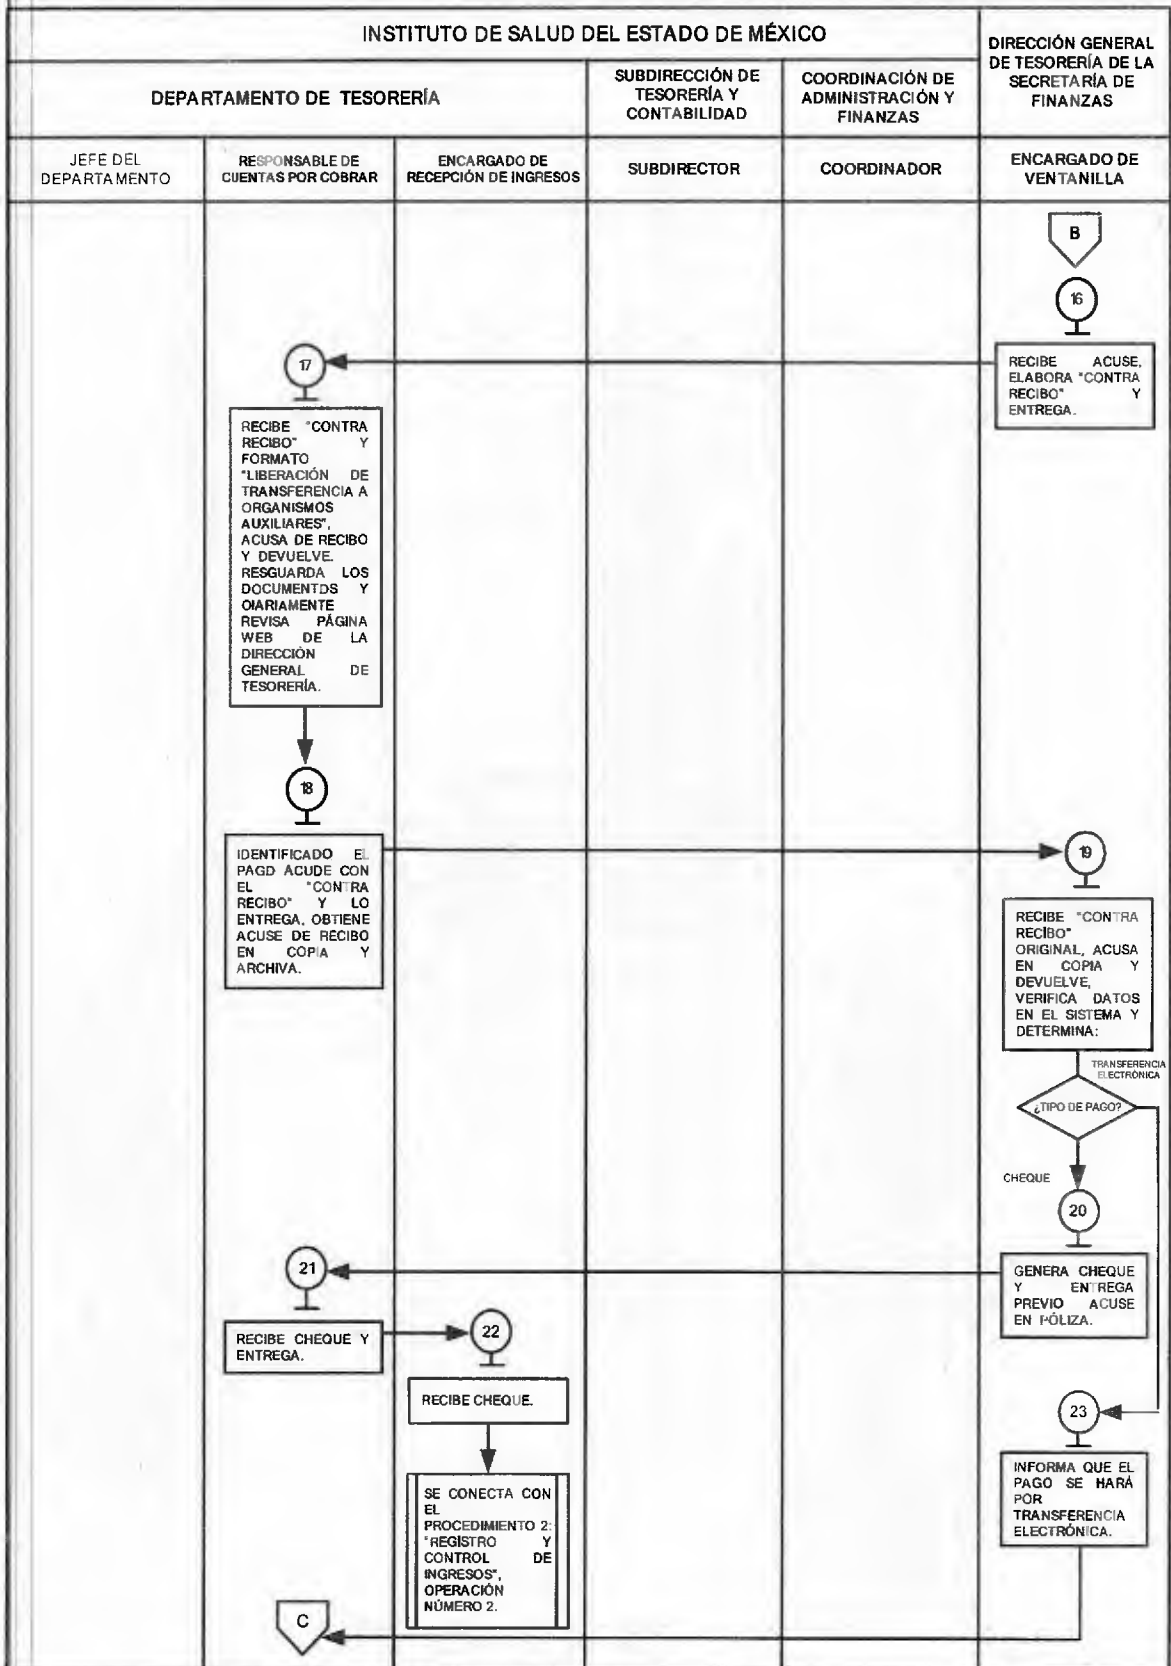 INSTITUTO DE SALUD DEL ESTADO DE MÉXICO
DIRECCIÓN GENERAL
DE TESORERÍA DE LA
SECRETARÍA DE
FINANZAS
DEPARTAMENTO DE TESORERÍA
SUBDIRECCIÓN DE
TESORERÍA Y
CONTABILIDAD
COORDINACIÓN DE
ADMINISTRACIÓN Y
FINANZAS
JEFE DEL
DEPARTAMENTO
RESPONSABLE DE
CUENTAS POR COBRAR
ENCARGADO DE
RECEPCIÓN DE INGRESOS
SUBDIRECTOR
COORDINADOR
ENCARGADO DE
VENTANILLA
B
16
RECIBE ACUSE,
ELABORA "CONTRA
RECIBO" Y
ENTREGA.
17
RECIBE "CONTRA
RECIBO" Y
FORMATO
"LIBERACIÓN DE
TRANSFERENCIA A
ORGANISMOS
AUXILIARES",
ACUSA DE RECIBO
Y DEVUELVE.
RESGUARDA LOS
DOCUMENTOS Y
DIARIAMENTE
REVISA PÁGINA
WEB DE LA
DIRECCIÓN
GENERAL DE
TESORERÍA.
18
IDENTIFICADO EL
PAGO ACUDE CON
EL "CONTRA
RECIBO" Y LO
ENTREGA, OBTIENE
ACUSE DE RECIBO
EN COPIA Y
ARCHIVA.
19
RECIBE "CONTRA
RECIBO"
ORIGINAL, ACUSA
EN COPIA Y
DEVUELVE,
VERIFICA DATOS
EN EL SISTEMA Y
DETERMINA:
TRANSFERENCIA
ELECTRÓNICA
¿TIPO DE PAGO?
CHEQUE
20
GENERA CHEQUE
Y ENTREGA
PREVIO ACUSE
EN PÓLIZA.
21
RECIBE CHEQUE Y
ENTREGA.
22
RECIBE CHEQUE.
SE CONECTA CON
EL
PROCEDIMIENTO 2:
"REGISTRO Y
CONTROL DE
INGRESOS",
OPERACIÓN
NÚMERO 2.
23
INFORMA QUE EL
PAGO SE HARÁ
POR
TRANSFERENCIA
ELECTRÓNICA.
C